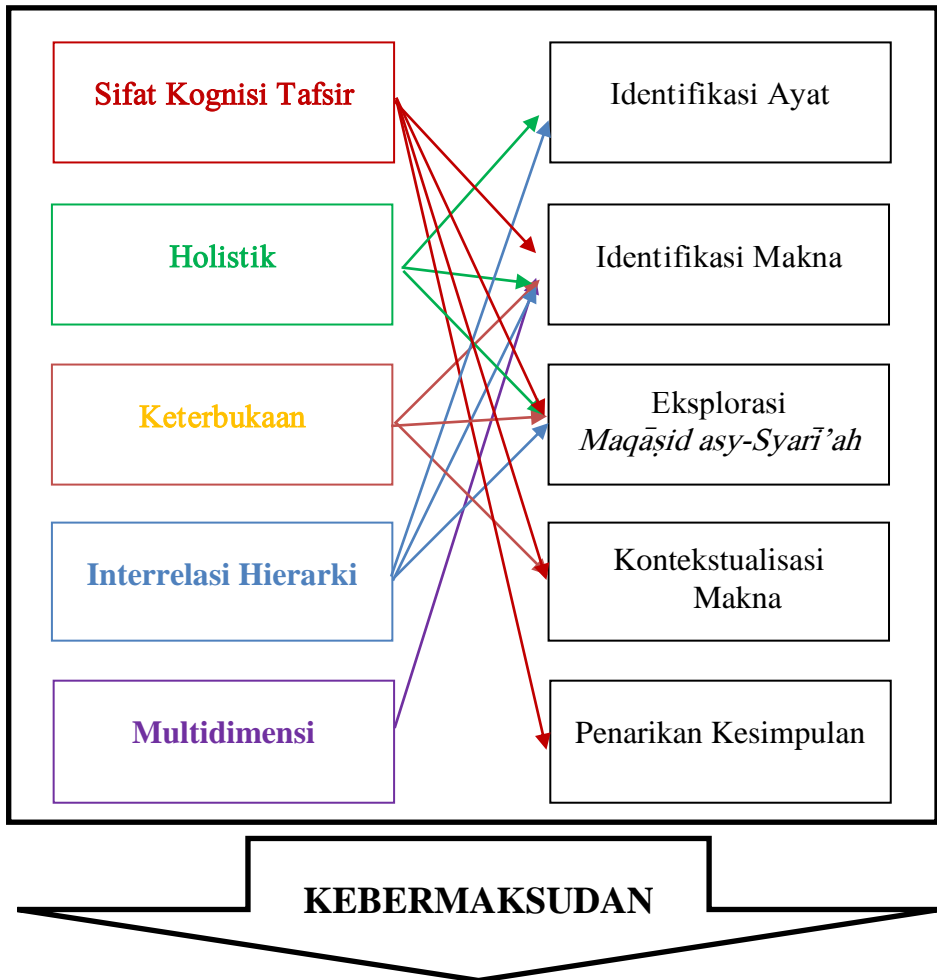 Sifat Kognisi Tafsir
Identifikasi Ayat
Holistik
Identifikasi Makna
Keterbukaan
Eksplorasi
Maqāṣid asy-Syarī'ah
Interrelasi Hierarki
Kontekstualisasi
Makna
Multidimensi
Penarikan Kesimpulan
KEBERMAKSUDAN